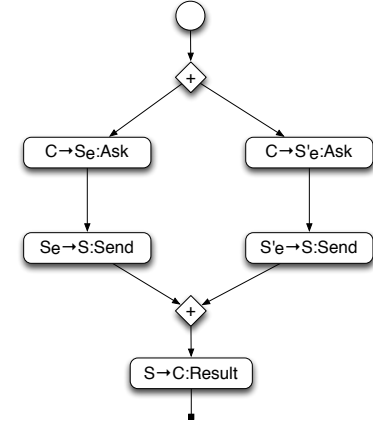 +
C→Se:Ask
C→S'e:Ask
Se→S:Send
S'e→S:Send
+
S→C:Result